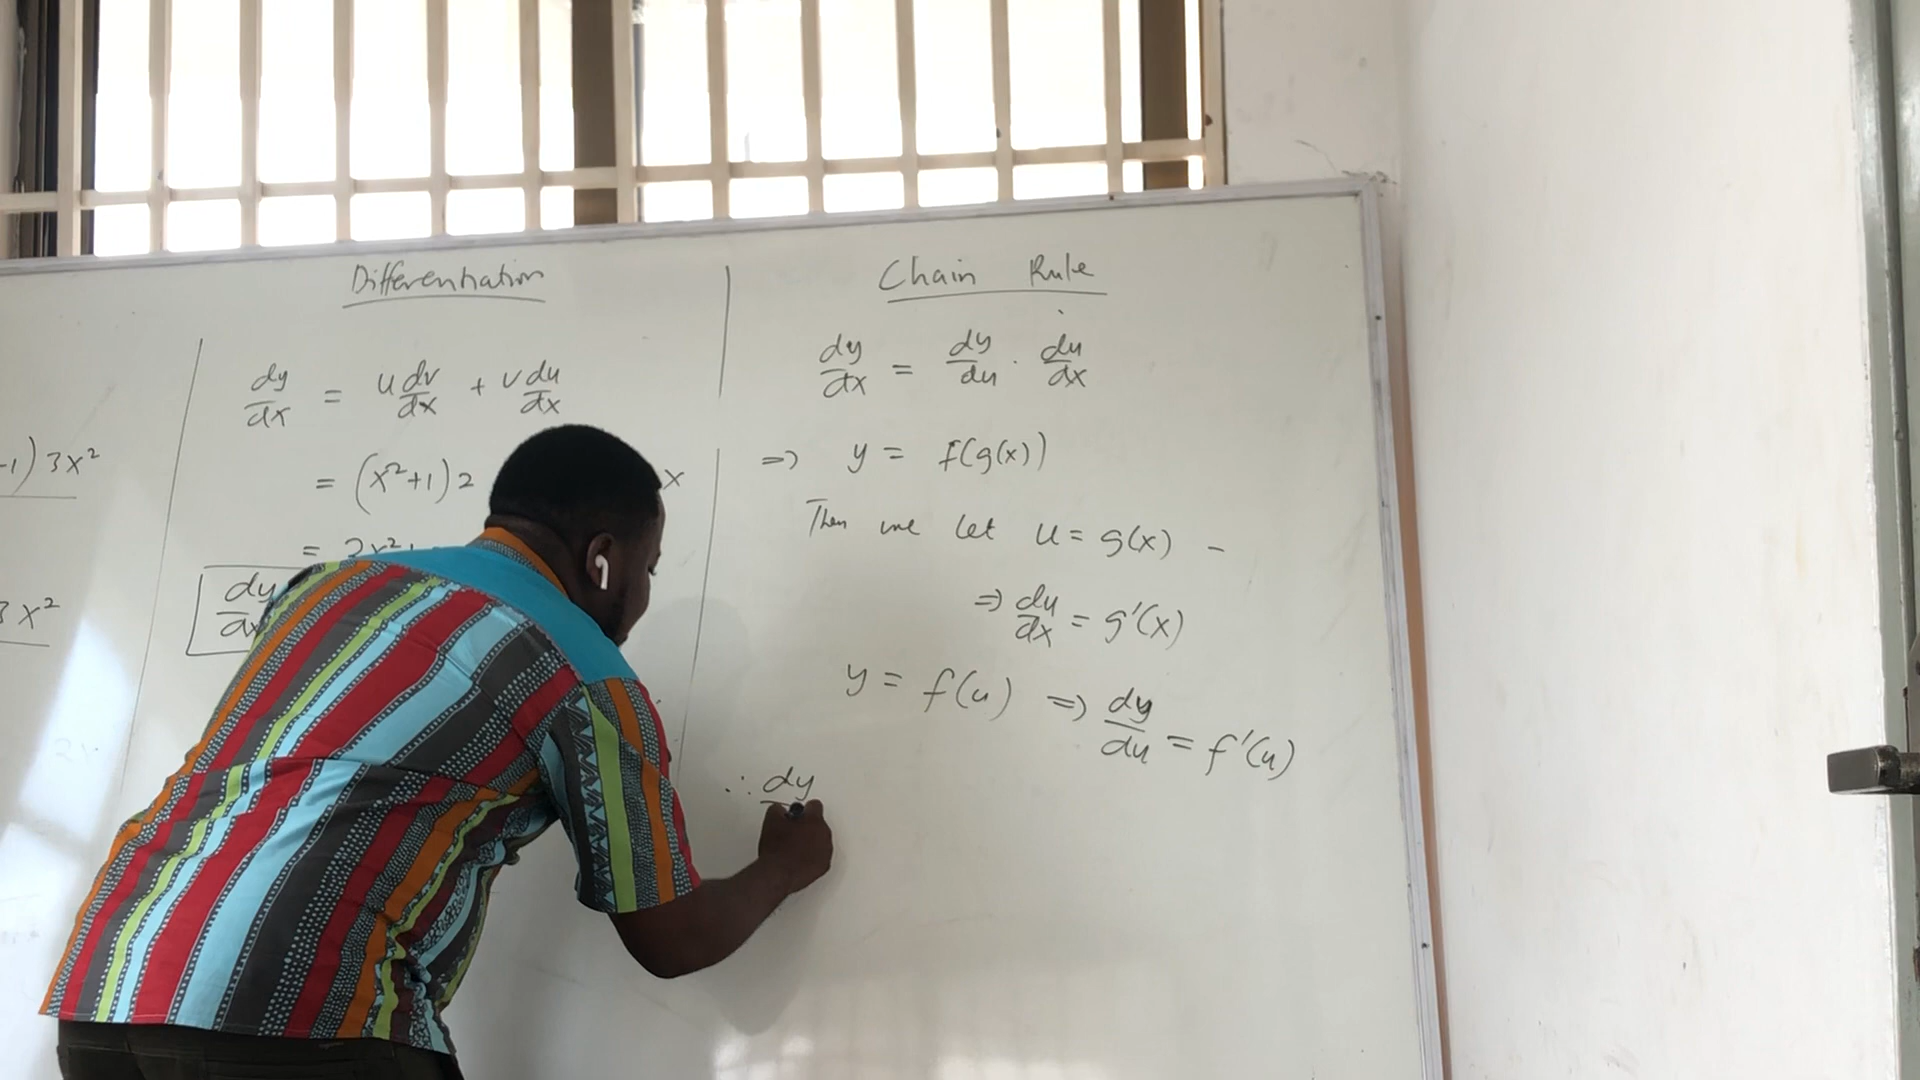 -1) 3x²
3x²
Differentiation
dy/dx = u dv/dx + v du/dx
= (x²+1) 2 x
= 2x²+
dy/dx
Chain Rule
dy/dx = dy/du · du/dx
=> y = f(g(x))
Then we let u = g(x) -
=> du/dx = g'(x)
y = f(u) => dy/du = f'(u)
∴ dy